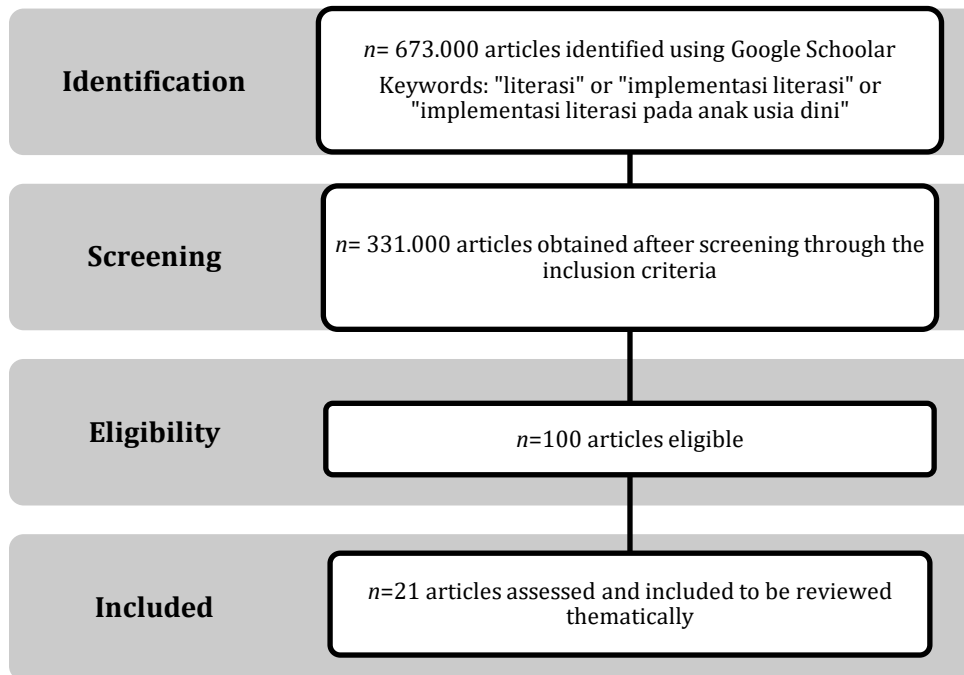 Identification
n= 673.000 articles identified using Google Schoolar
Keywords: "literasi" or "implementasi literasi" or
"implementasi literasi pada anak usia dini"
Screening
n= 331.000 articles obtained afteer screening through the
inclusion criteria
Eligibility
n=100 articles eligible
Included
n=21 articles assessed and included to be reviewed
thematically